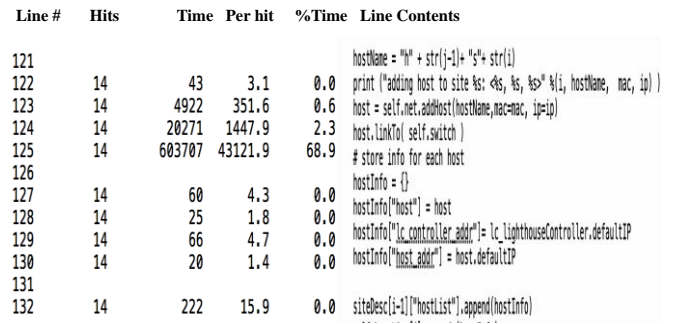 Line # Hits Time Per hit %Time Line Contents
121 hostName = "h" + str(j-1)+ "s"+ str(i)
122 14 43 3.1 0.0 print ("adding host to site %s: <%s, %s, %s>" %(i, hostName, mac, ip) )
123 14 4922 351.6 0.6 host = self.net.addHost(hostName,mac=mac, ip=ip)
124 14 20271 1447.9 2.3 host.linkTo( self.switch )
125 14 603707 43121.9 68.9 # store info for each host
126 hostInfo = {}
127 14 60 4.3 0.0 hostInfo["host"] = host
128 14 25 1.8 0.0 hostInfo["lc_controller_addr"]= lc_lighthouseController.defaultIP
129 14 66 4.7 0.0 hostInfo["host_addr"] = host.defaultIP
130 14 20 1.4 0.0
131
132 14 222 15.9 0.0 siteDesc[i-1]["hostList"].append(hostInfo)